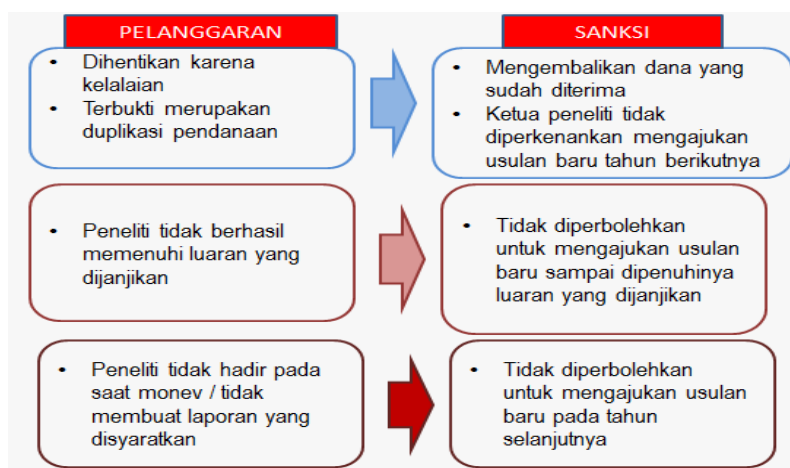 PELANGGARAN
SANKSI
• Dihentikan karena
kelalaian
• Terbukti merupakan
duplikasi pendanaan
• Mengembalikan dana yang
sudah diterima
• Ketua peneliti tidak
diperkenankan mengajukan
usulan baru tahun berikutnya
• Peneliti tidak berhasil
memenuhi luaran yang
dijanjikan
• Tidak diperbolehkan
untuk mengajukan usulan
baru sampai dipenuhinya
luaran yang dijanjikan
• Peneliti tidak hadir pada
saat monev / tidak
membuat laporan yang
disyaratkan
• Tidak diperbolehkan
untuk mengajukan usulan
baru pada tahun
selanjutnya